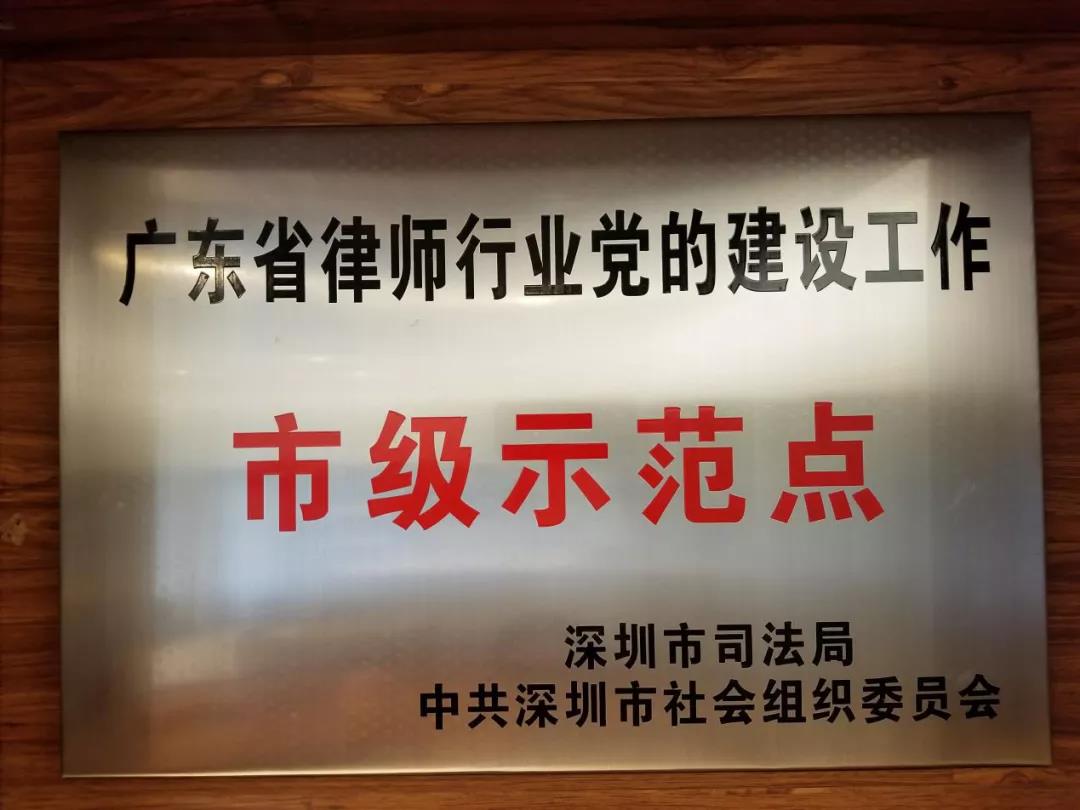 广东省律师行业党的建设工作
市级示范点
深圳市司法局
中共深圳市社会组织委员会